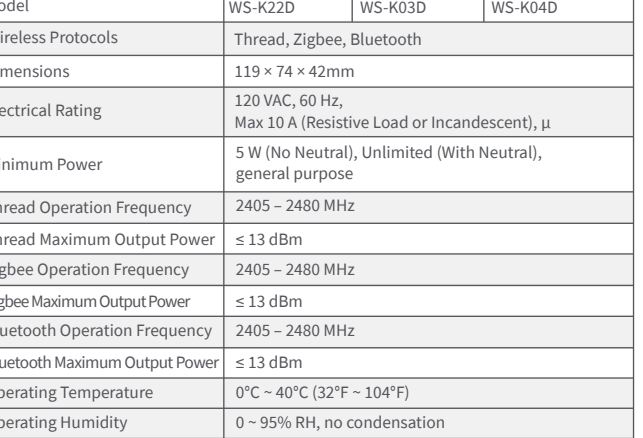 odel WS-K22D WS-K03D WS-K04D
ireless Protocols Thread, Zigbee, Bluetooth
mensions 119 × 74 × 42mm
ectrical Rating 120 VAC, 60 Hz,
Max 10 A (Resistive Load or Incandescent), μ
inimum Power 5 W (No Neutral), Unlimited (With Neutral),
general purpose
hread Operation Frequency 2405 – 2480 MHz
hread Maximum Output Power ≤ 13 dBm
gbee Operation Frequency 2405 – 2480 MHz
gbee Maximum Output Power ≤ 13 dBm
uetooth Operation Frequency 2405 – 2480 MHz
uetooth Maximum Output Power ≤ 13 dBm
perating Temperature 0°C ~ 40°C (32°F ~ 104°F)
perating Humidity 0 ~ 95% RH, no condensation